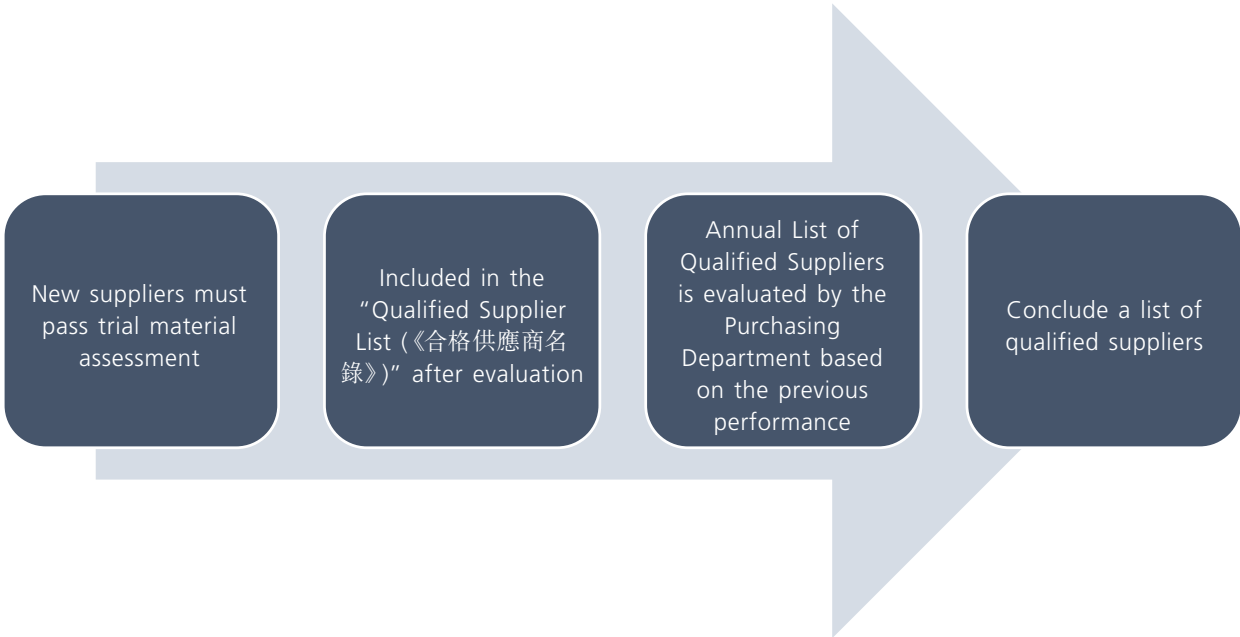 New suppliers must
pass trial material
assessment
Included in the
“Qualified Supplier
List (《合格供應商名
錄》)” after evaluation
Annual List of
Qualified Suppliers
is evaluated by the
Purchasing
Department based
on the previous
performance
Conclude a list of
qualified suppliers